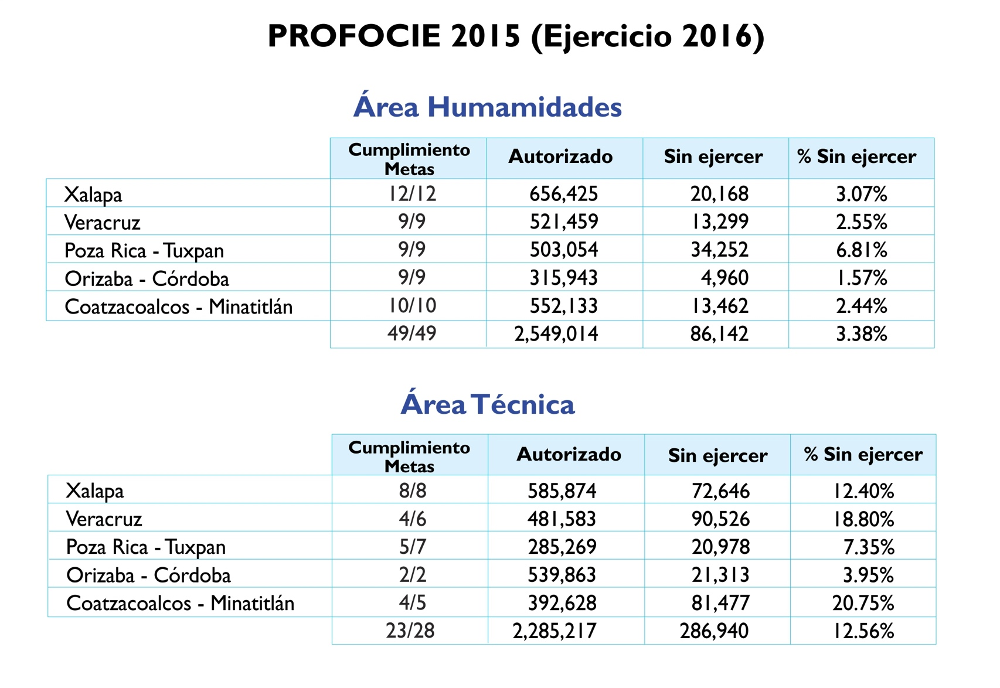 PROFOCIE 2015 (Ejercicio 2016)
Área Humamidades
Cumplimiento Metas Autorizado Sin ejercer % Sin ejercer
Xalapa 12/12 656,425 20,168 3.07%
Veracruz 9/9 521,459 13,299 2.55%
Poza Rica - Tuxpan 9/9 503,054 34,252 6.81%
Orizaba - Córdoba 9/9 315,943 4,960 1.57%
Coatzacoalcos - Minatitlán 10/10 552,133 13,462 2.44%
49/49 2,549,014 86,142 3.38%
Área Técnica
Cumplimiento Metas Autorizado Sin ejercer % Sin ejercer
Xalapa 8/8 585,874 72,646 12.40%
Veracruz 4/6 481,583 90,526 18.80%
Poza Rica - Tuxpan 5/7 285,269 20,978 7.35%
Orizaba - Córdoba 2/2 539,863 21,313 3.95%
Coatzacoalcos - Minatitlán 4/5 392,628 81,477 20.75%
23/28 2,285,217 286,940 12.56%